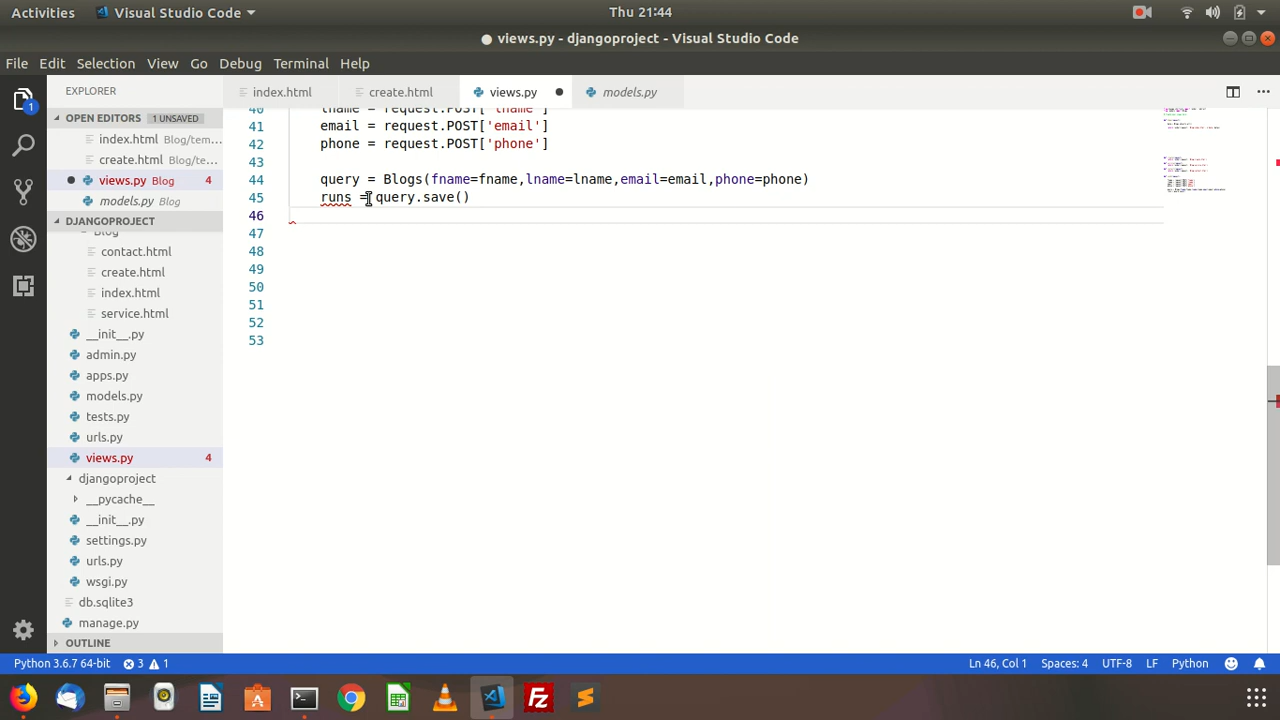 Activities Visual Studio Code Thu 21:44
● views.py - djangoproject - Visual Studio Code
File Edit Selection View Go Debug Terminal Help
EXPLORER index.html create.html views.py models.py
OPEN EDITORS 1 UNSAVED
index.html Blog/tem...
create.html Blog/te...
views.py Blog 4
models.py Blog
DJANGOPROJECT
Blog
contact.html
create.html
index.html
service.html
__init__.py
admin.py
apps.py
models.py
tests.py
urls.py
views.py 4
djangoproject
__pycache__
__init__.py
settings.py
urls.py
wsgi.py
db.sqlite3
manage.py
OUTLINE
40 lname = request.POST['lname']
41 email = request.POST['email']
42 phone = request.POST['phone']
43
44 query = Blogs(fname=fname,lname=lname,email=email,phone=phone)
45 runs = query.save()
46
47
48
49
50
51
52
53
Python 3.6.7 64-bit 3 1 Ln 46, Col 1 Spaces: 4 UTF-8 LF Python